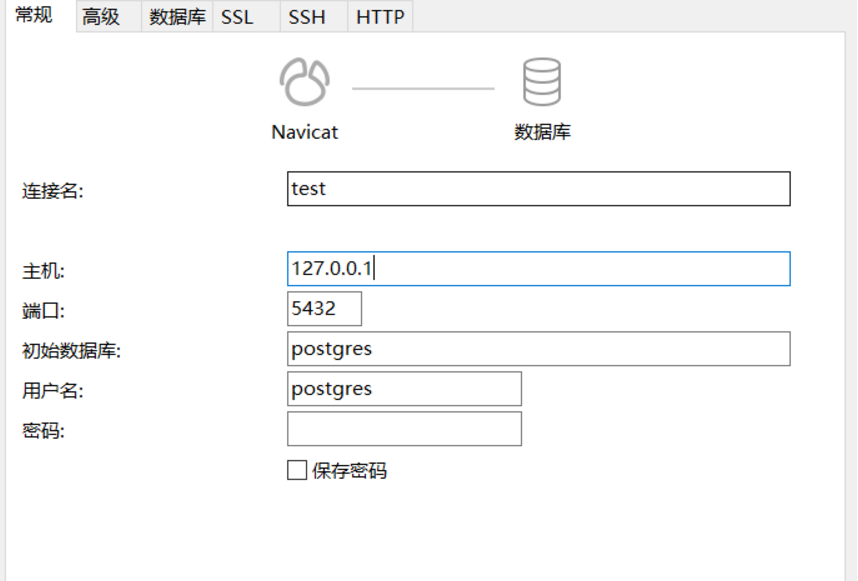 常规 高级 数据库 SSL SSH HTTP
Navicat 数据库
连接名: test
主机: 127.0.0.1
端口: 5432
初始数据库: postgres
用户名: postgres
密码:
保存密码